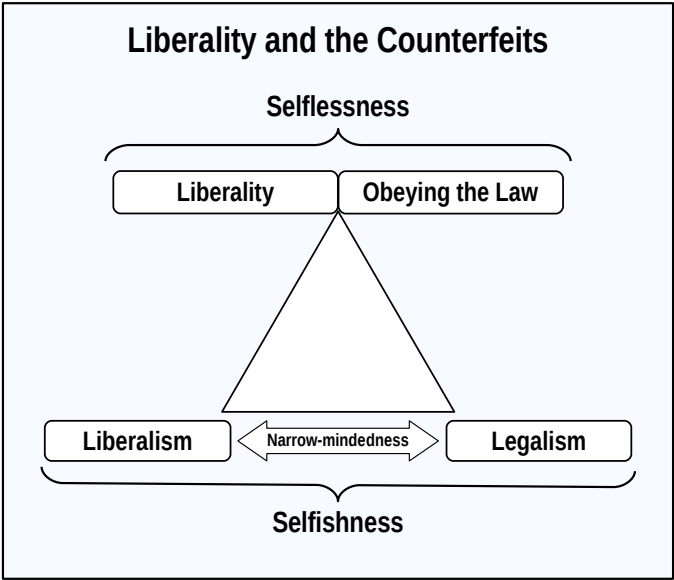 Liberality and the Counterfeits
Selflessness
Liberality
Obeying the Law
Liberalism
Narrow-mindedness
Legalism
Selfishness